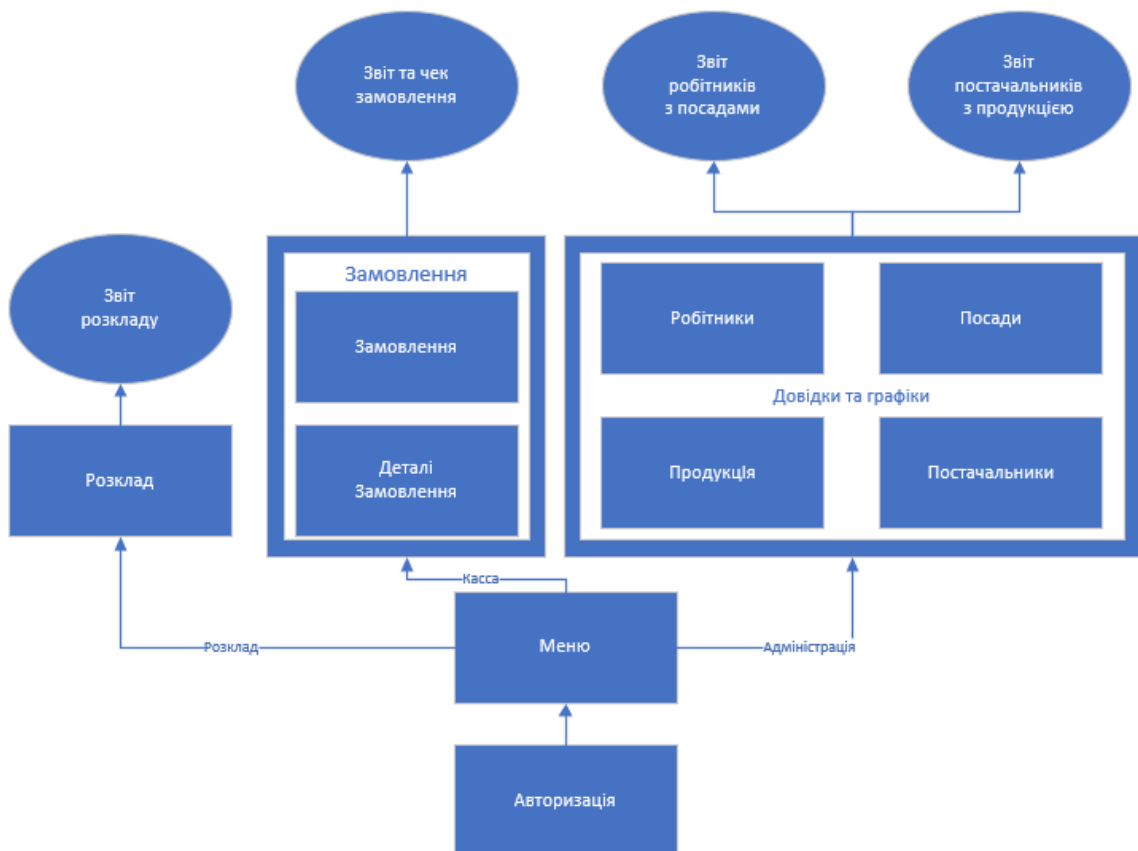 Звіт та чек
замовлення
Звіт
робітників
з посадами
Звіт
постачальників
з продукцією
Звіт
розкладу
Замовлення
Замовлення
Деталі
Замовлення
Робітники
Посади
Довідки та графіки
Продукція
Постачальники
Розклад
Касса
Розклад
Меню
Адміністрація
Авторизація